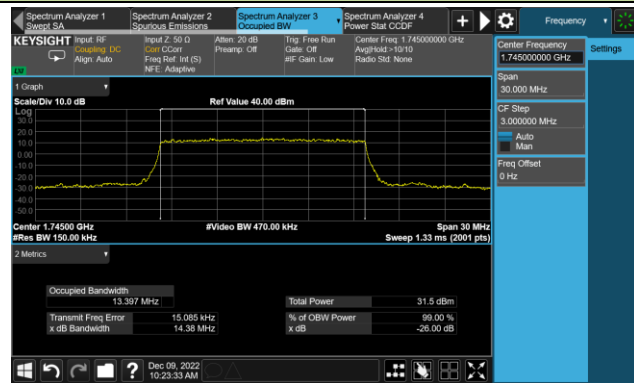 Spectrum Analyzer 1
Swept SA
Spectrum Analyzer 2
Spurious Emissions
Spectrum Analyzer 3
Occupied BW
Spectrum Analyzer 4
Power Stat CCDF
Frequency
KEYSIGHT
Input: RF
Coupling: DC
Align: Auto
Input Z: 50 Ω
Corr CCorr
Freq Ref: Int (S)
NFE: Adaptive
Atten: 20 dB
Preamp: Off
Trig: Free Run
Gate: Off
#IF Gain: Low
Center Freq: 1.745000000 GHz
Avg|Hold:>10/10
Radio Std: None
Center Frequency
1.745000000 GHz
Settings
Span
30.000 MHz
CF Step
3.000000 MHz
Auto
Man
Freq Offset
0 Hz
1 Graph
Scale/Div 10.0 dB
Ref Value 40.00 dBm
Log
30.0
20.0
10.0
0.00
-10.0
-20.0
-30.0
-40.0
-50.0
Center 1.74500 GHz
#Video BW 470.00 kHz
Span 30 MHz
#Res BW 150.00 kHz
Sweep 1.33 ms (2001 pts)
2 Metrics
Occupied Bandwidth
13.397 MHz
Total Power
31.5 dBm
Transmit Freq Error
15.085 kHz
% of OBW Power
99.00 %
x dB Bandwidth
14.38 MHz
x dB
-26.00 dB
Dec 09, 2022
10:23:33 AM